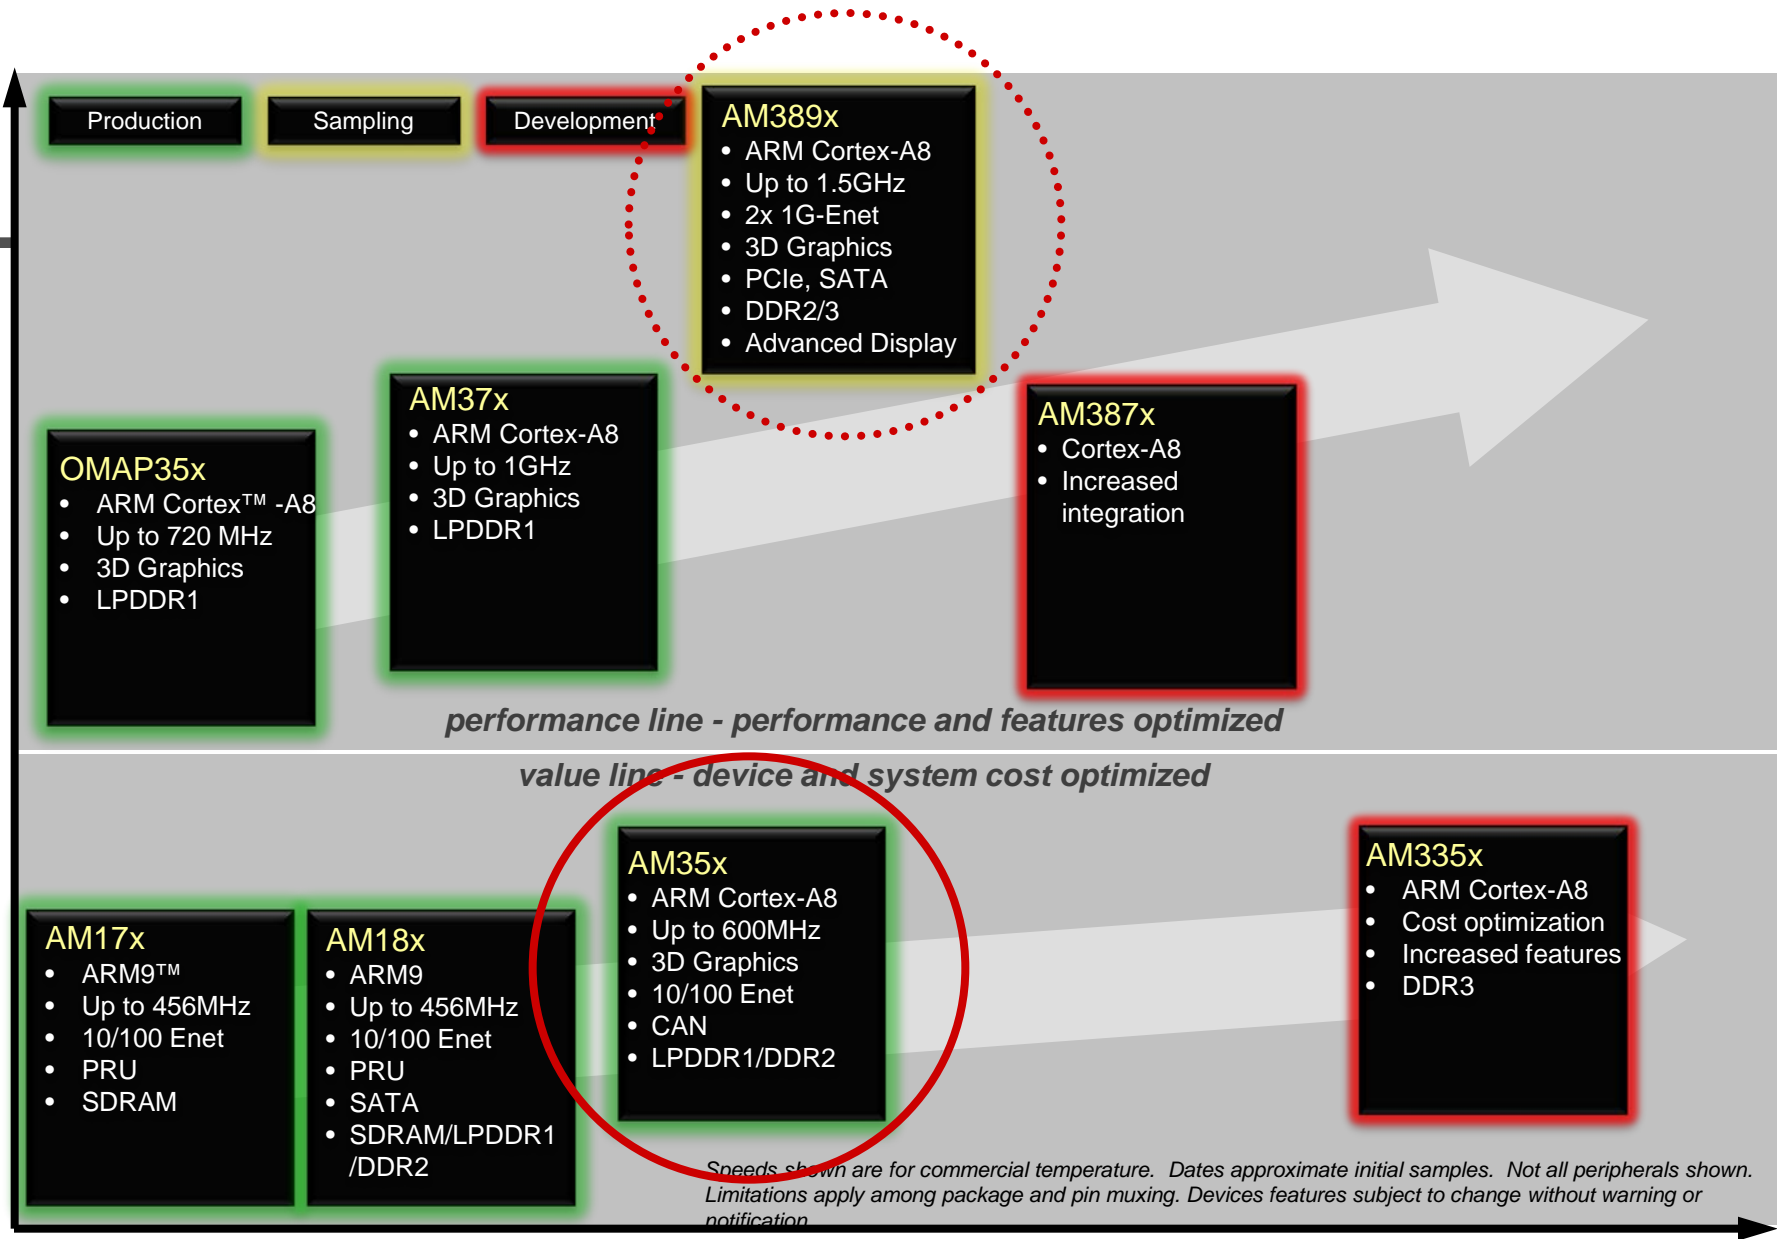 Production
Sampling
Development
AM389x
• ARM Cortex-A8
• Up to 1.5GHz
• 2x 1G-Enet
• 3D Graphics
• PCIe, SATA
• DDR2/3
• Advanced Display
AM37x
• ARM Cortex-A8
• Up to 1GHz
• 3D Graphics
• LPDDR1
AM387x
• Cortex-A8
• Increased
integration
OMAP35x
• ARM Cortex™ -A8
• Up to 720 MHz
• 3D Graphics
• LPDDR1
performance line - performance and features optimized
value line - device and system cost optimized
AM35x
• ARM Cortex-A8
• Up to 600MHz
• 3D Graphics
• 10/100 Enet
• CAN
• LPDDR1/DDR2
AM335x
• ARM Cortex-A8
• Cost optimization
• Increased features
• DDR3
AM17x
• ARM9™
• Up to 456MHz
• 10/100 Enet
• PRU
• SDRAM
AM18x
• ARM9
• Up to 456MHz
• 10/100 Enet
• PRU
• SATA
• SDRAM/LPDDR1
/DDR2
Speeds shown are for commercial temperature. Dates approximate initial samples. Not all peripherals shown.
Limitations apply among package and pin muxing. Devices features subject to change without warning or
notification